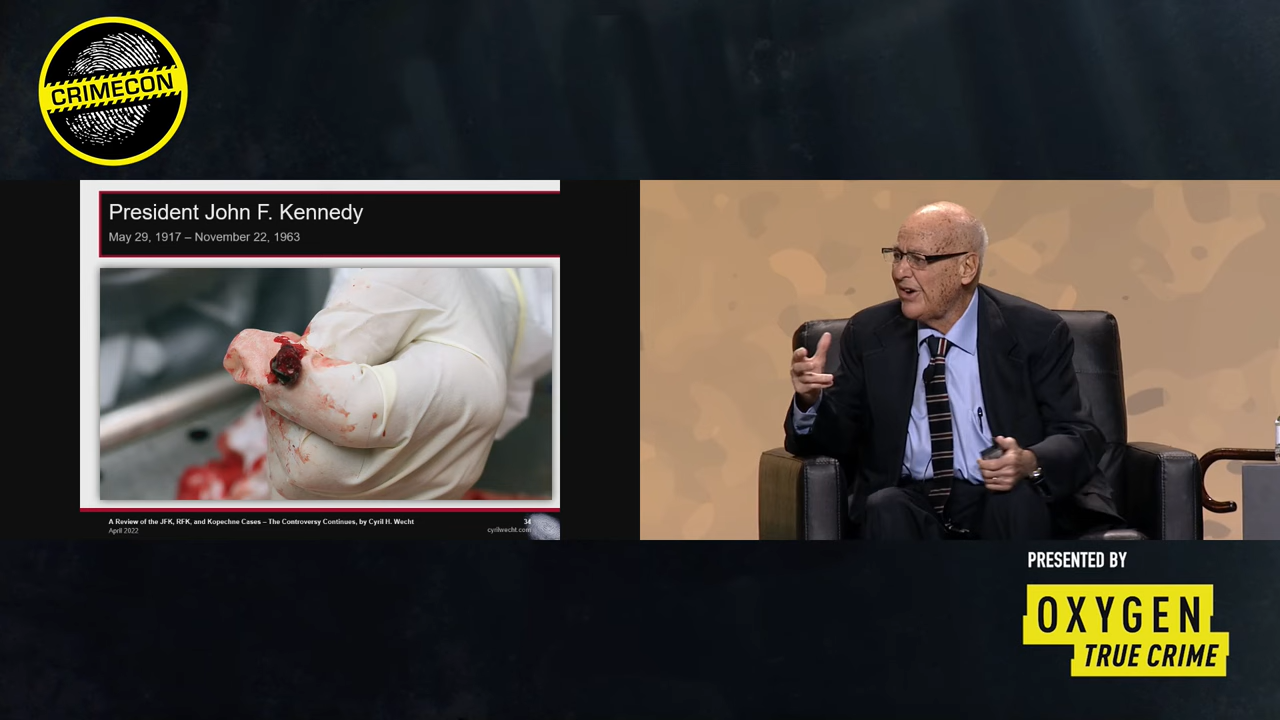 CRIMECON
President John F. Kennedy
May 29, 1917 – November 22, 1963
A Review of the JFK, RFK, and Kopechne Cases – The Controversy Continues, by Cyril H. Wecht
34
April 2022
cyrilwecht.com
PRESENTED BY
OXYGEN
TRUE CRIME